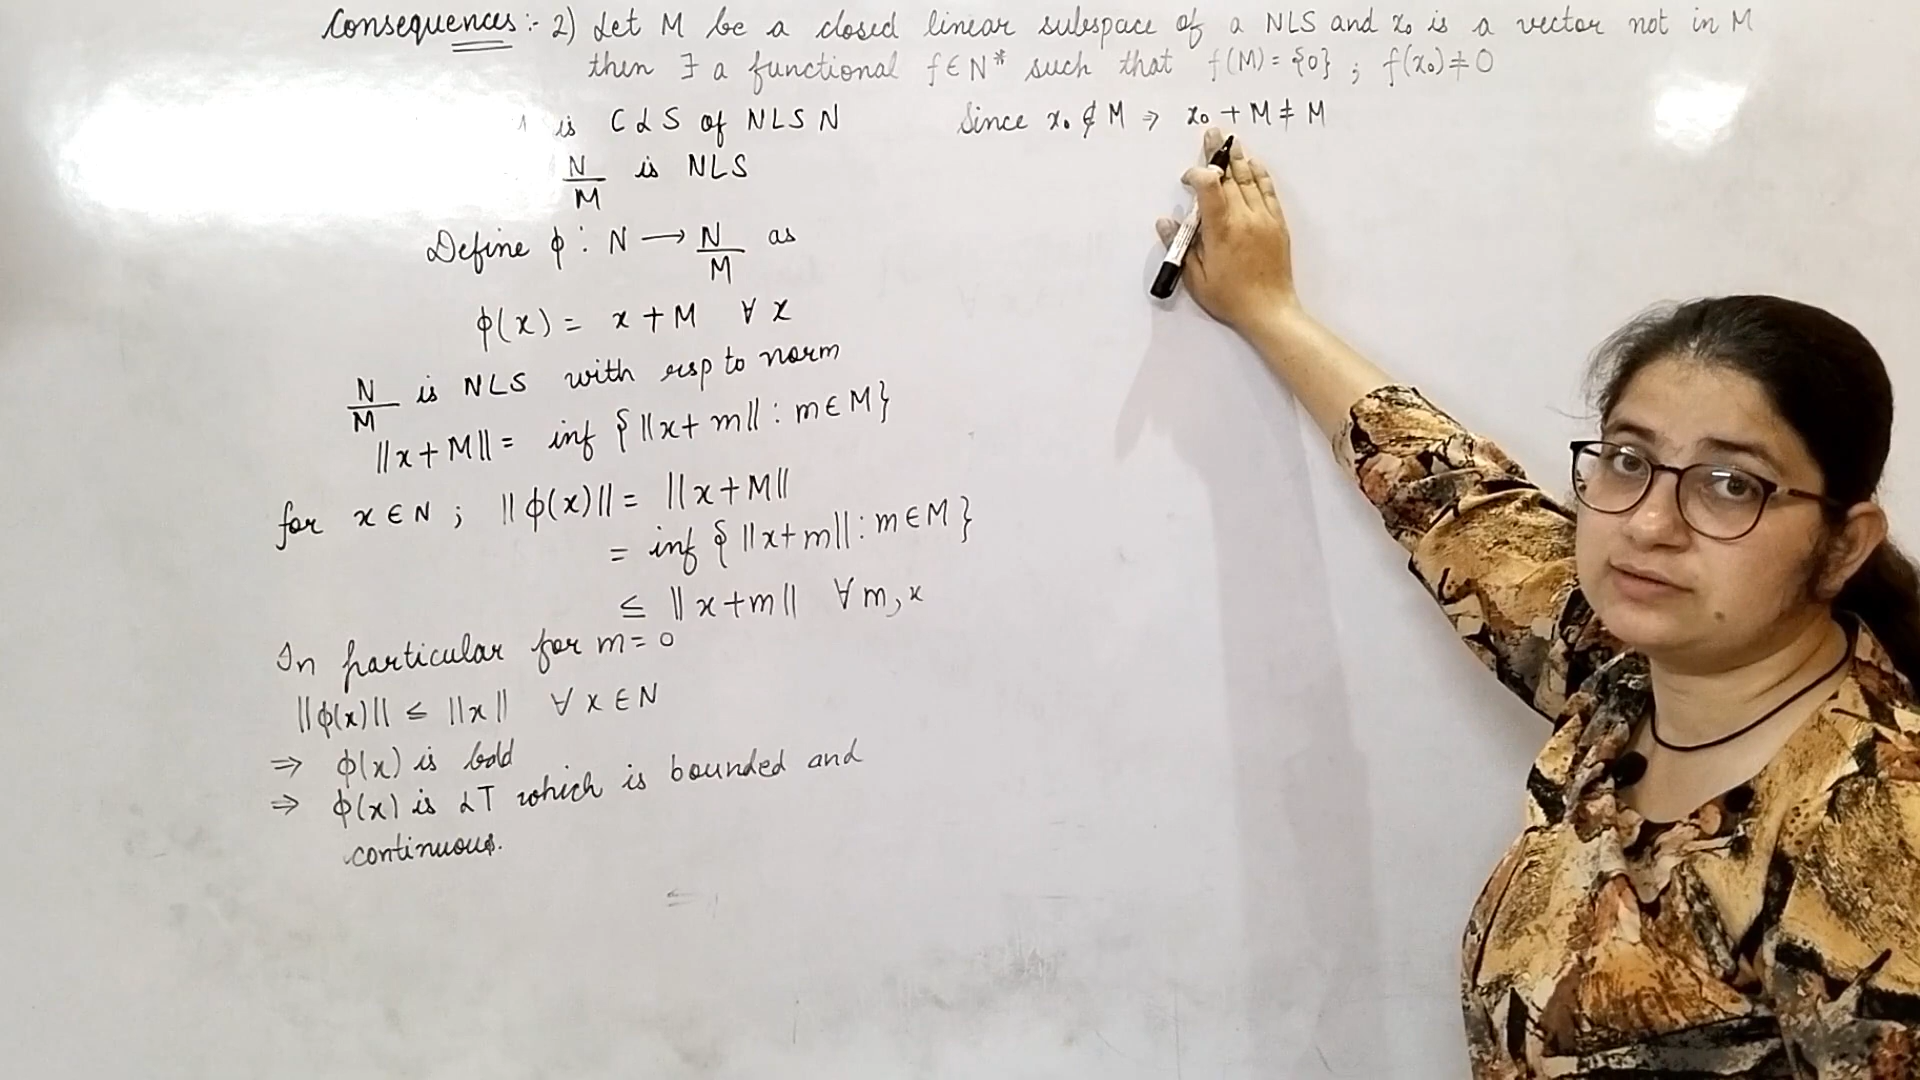 Consequences :- 2) Let M be a closed linear subspace of a NLS and x₀ is a vector not in M
then ∃ a functional f ∈ N* such that f(M) = {0} ; f(x₀) ≠ 0
is CLS of NLS N
N/M is NLS
Define ϕ : N → N/M as
ϕ(x) = x + M ∀ x
N/M is NLS with resp to norm
||x + M|| = inf { ||x + m|| : m ∈ M }
for x ∈ N ; ||ϕ(x)|| = ||x + M||
= inf { ||x + m|| : m ∈ M }
≤ ||x + m|| ∀ m, x
In particular for m = 0
||ϕ(x)|| ≤ ||x|| ∀ x ∈ N
⇒ ϕ(x) is bdd
⇒ ϕ(x) is LT which is bounded and
continuous.
Since x₀ ∉ M ⇒ x₀ + M ≠ M